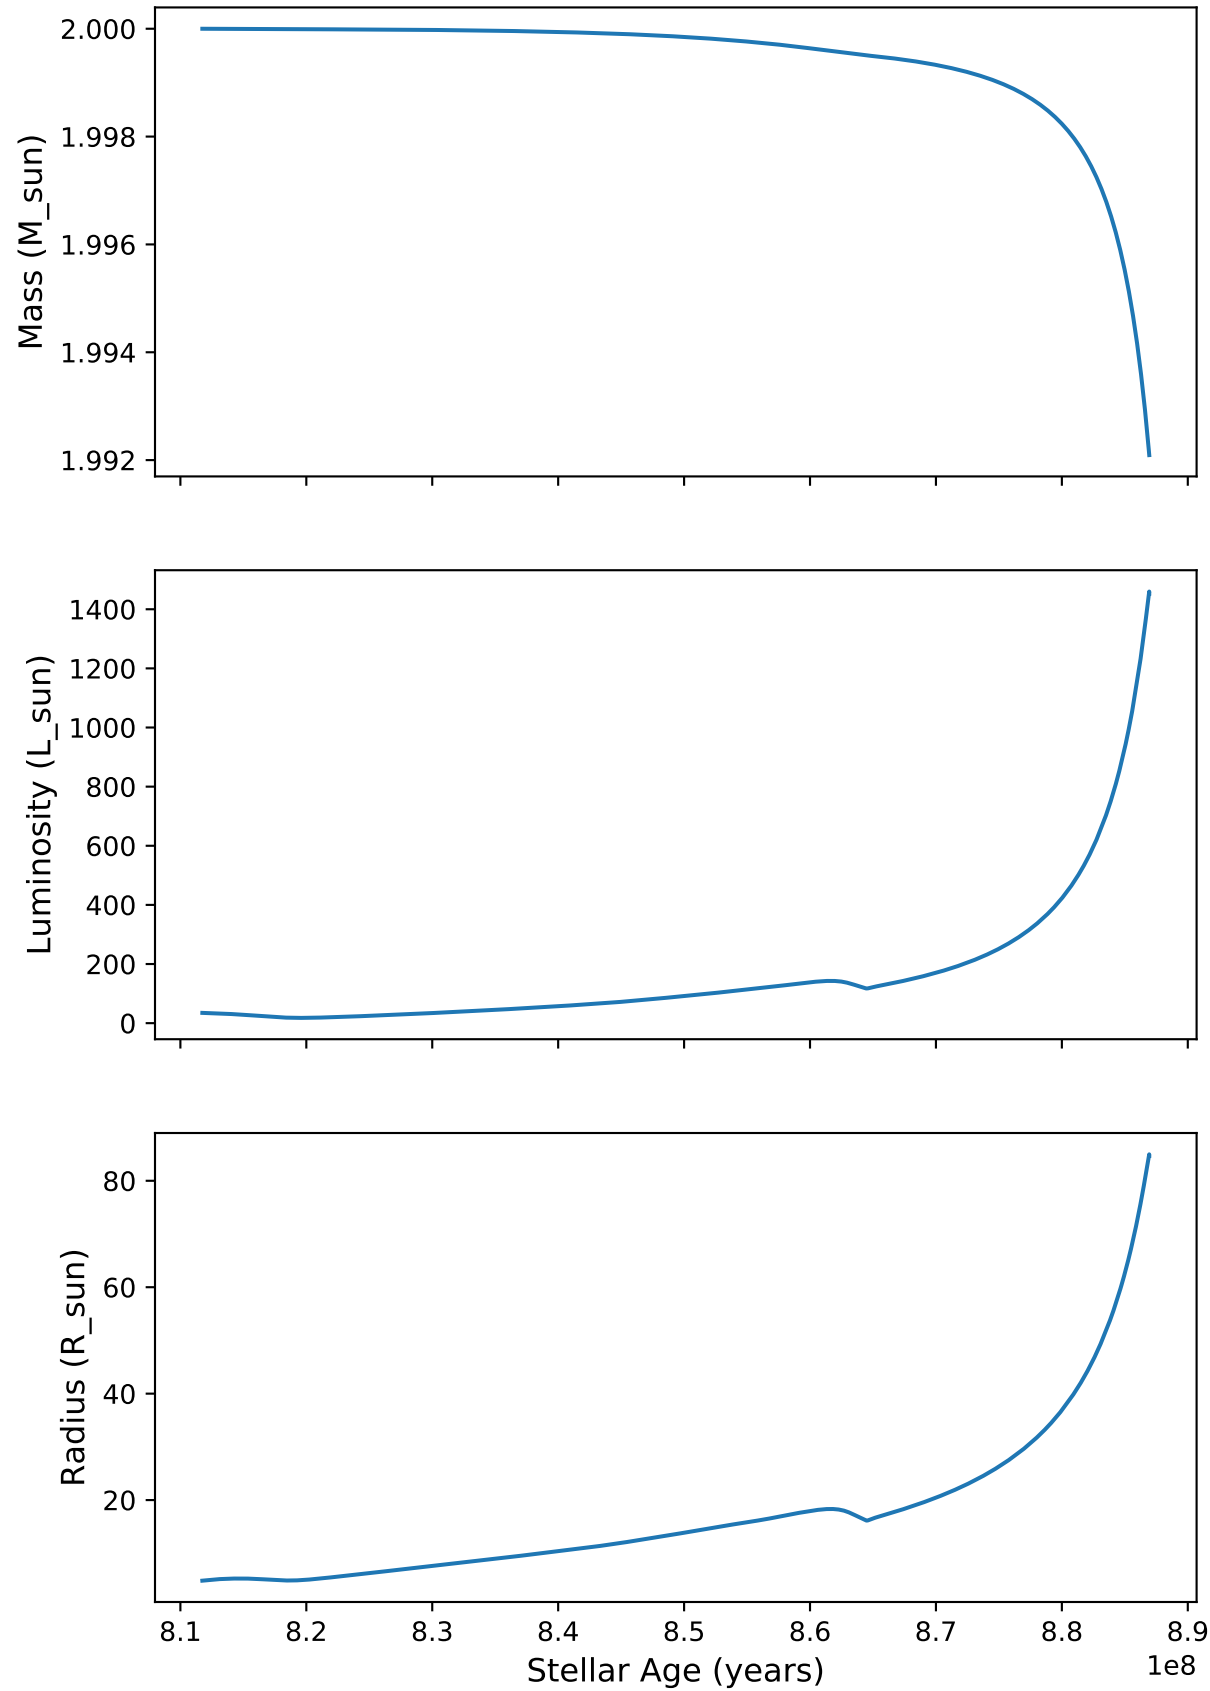 2.000
1.998
1.996
1.994
1.992
Mass (M_sun)
1400
1200
1000
800
600
400
200
0
Luminosity (L_sun)
80
60
40
20
Radius (R_sun)
8.1 8.2 8.3 8.4 8.5 8.6 8.7 8.8 8.9
1e8
Stellar Age (years)